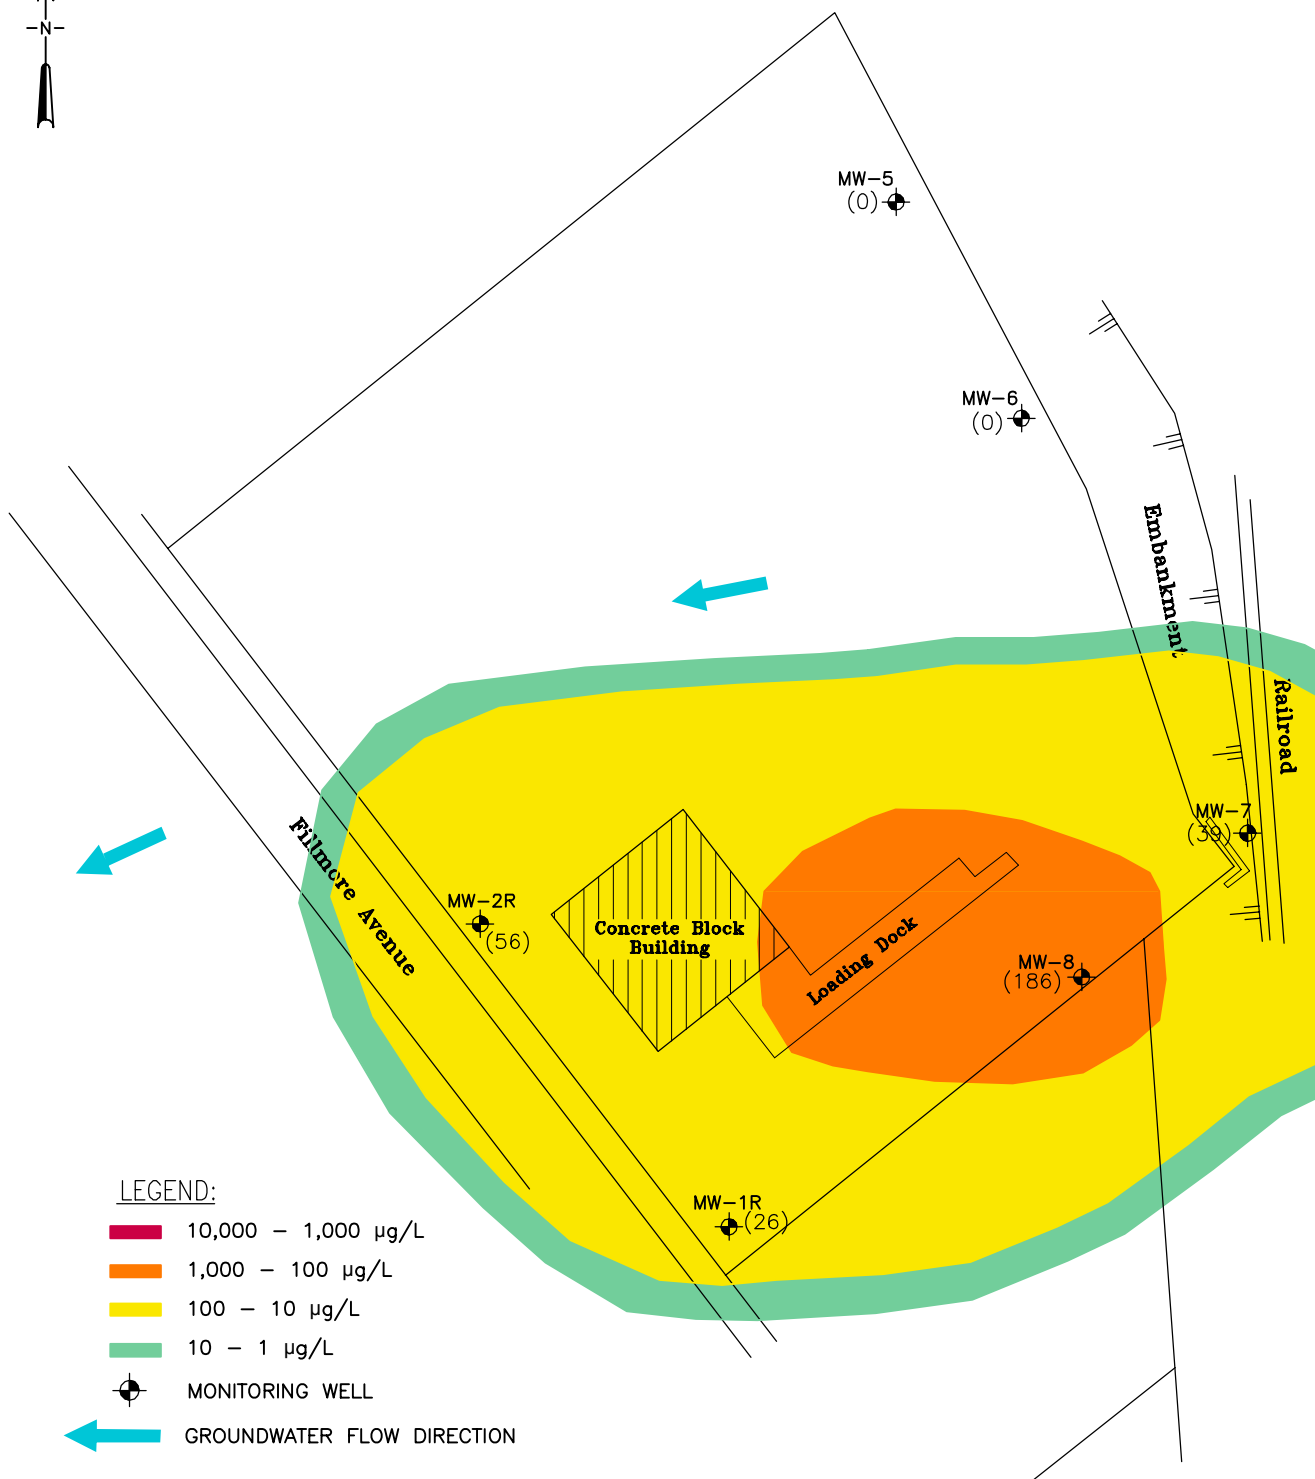 N
MW-5
(0)
MW-6
(0)
Embankment
Railroad
MW-7
(39)
Fillmore Avenue
MW-2R
(56)
Concrete Block
Building
Loading Dock
MW-8
(186)
MW-1R
(26)
LEGEND:
10,000 – 1,000 µg/L
1,000 – 100 µg/L
100 – 10 µg/L
10 – 1 µg/L
MONITORING WELL
GROUNDWATER FLOW DIRECTION